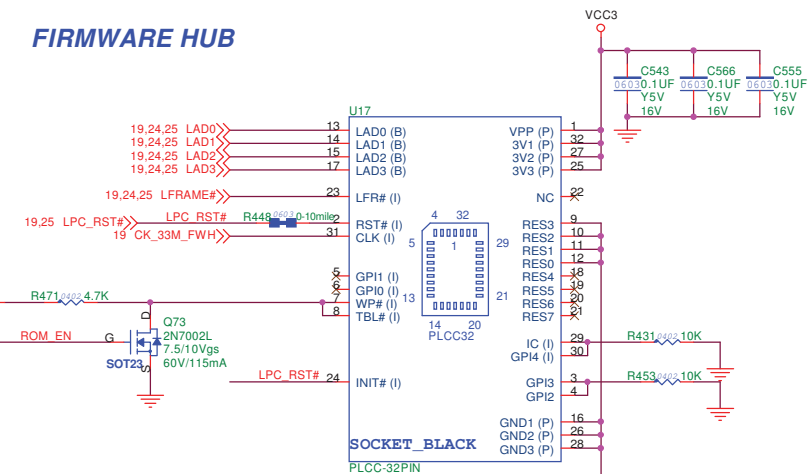 FIRMWARE HUB
VCC3
C543
0603
0.1UF
Y5V
16V
C566
0603
0.1UF
Y5V
16V
C555
0603
0.1UF
Y5V
16V
U17
19,24,25 LAD0 13 LAD0 (B)
19,24,25 LAD1 14 LAD1 (B)
19,24,25 LAD2 15 LAD2 (B)
19,24,25 LAD3 17 LAD3 (B)
19,24,25 LFRAME# 23 LFR# (I)
19,25 LPC_RST# LPC_RST# R448 0603 0-10mile 2 RST# (I)
19 CK_33M_FWH 31 CLK (I)
5 GPI1 (I)
6 GPI0 (I)
R471 0402 4.7K 7 WP# (I)
8 TBL# (I)
ROM_EN G D S
Q73
2N7002L
7.5/10Vgs
60V/115mA
SOT23
LPC_RST# 24 INIT# (I)
VPP (P) 1
3V1 (P) 32
3V2 (P) 27
3V3 (P) 25
NC 22
RES3 9
RES2 10
RES1 11
RES0 12
RES4 18
RES5 19
RES6 20
RES7 21
IC (I) 29 R431 0402 10K
GPI4 (I) 30
GPI3 3 R453 0402 10K
GPI2 4
GND1 (P) 16
GND2 (P) 26
GND3 (P) 28
4 32
5 1 29
13 21
14 20
PLCC32
SOCKET_BLACK
PLCC-32PIN